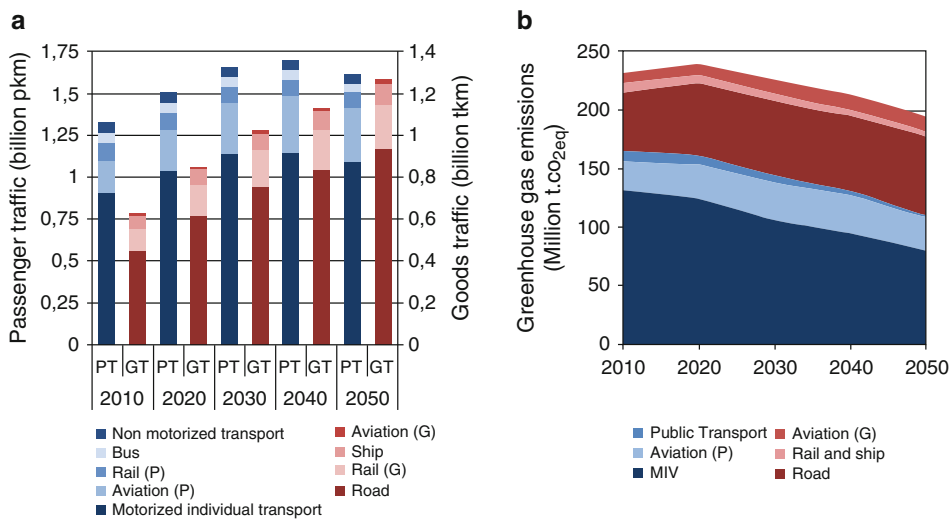 a
Passenger traffic (billion pkm)
1,75
1,5
1,25
1
0,75
0,5
0,25
0
1,4
1,2
1
0,8
0,6
0,4
0,2
0
Goods traffic (billion tkm)
PT GT PT GT PT GT PT GT PT GT
2010 2020 2030 2040 2050
Non motorized transport
Bus
Rail (P)
Aviation (P)
Motorized individual transport
Aviation (G)
Ship
Rail (G)
Road
b
Greenhouse gas emissions
(Million t.co2eq)
250
200
150
100
50
0
2010 2020 2030 2040 2050
Public Transport
Aviation (P)
MIV
Aviation (G)
Rail and ship
Road